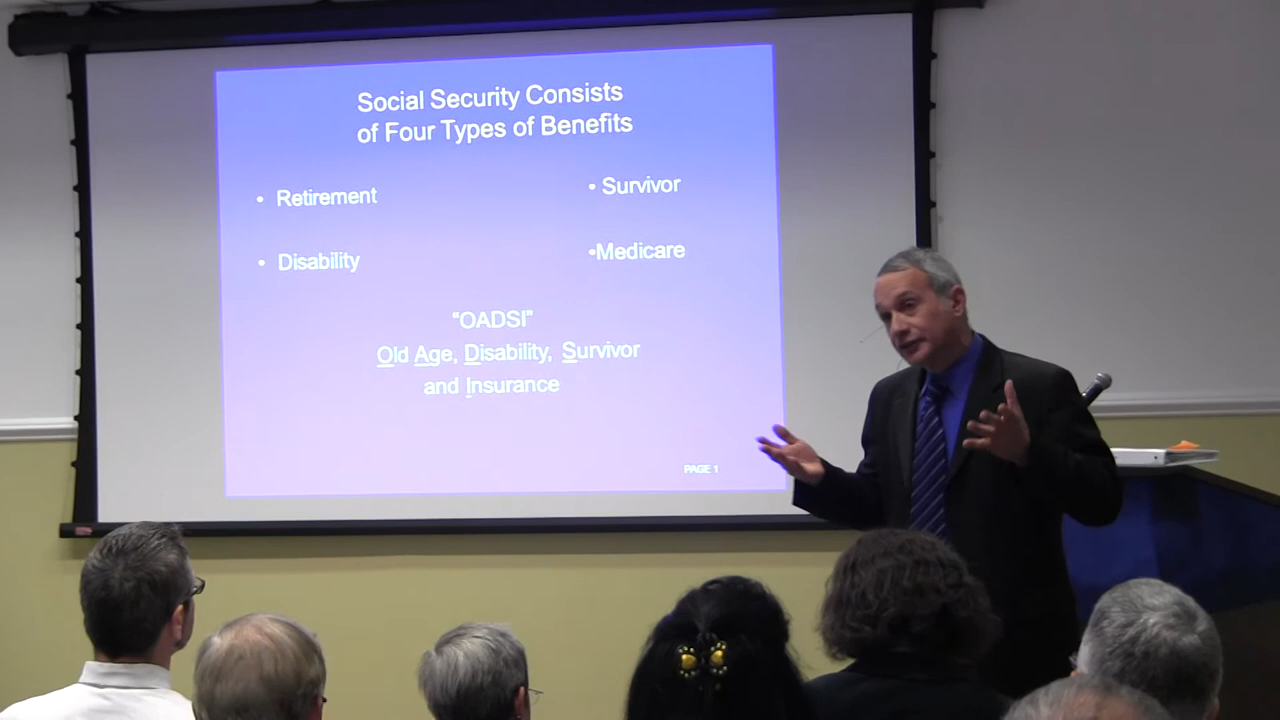 Social Security Consists
of Four Types of Benefits
• Retirement
• Survivor
• Disability
•Medicare
“OADSI”
Old Age, Disability, Survivor
and Insurance
PAGE 1